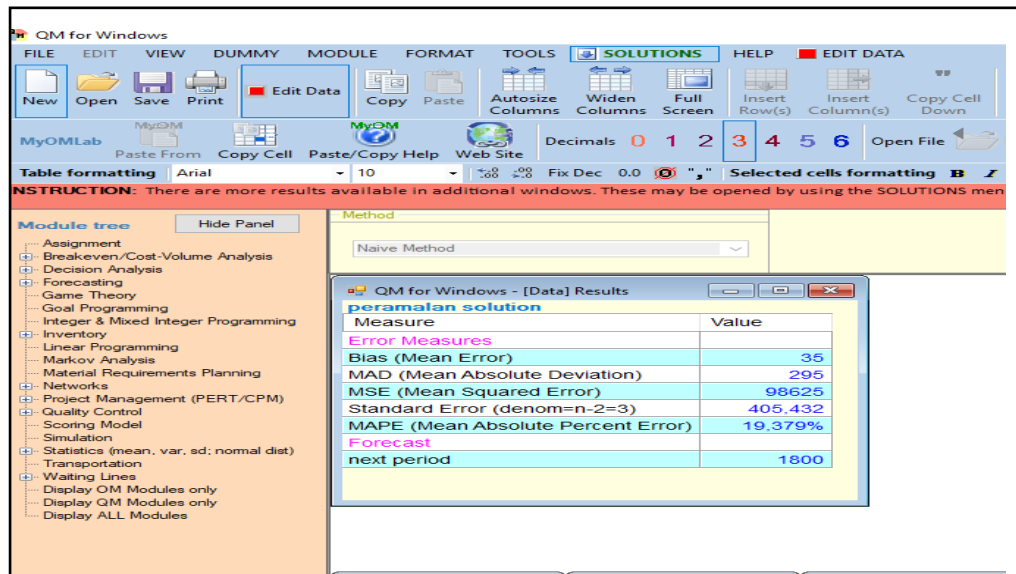 QM for Windows
FILE EDIT VIEW DUMMY MODULE FORMAT TOOLS SOLUTIONS HELP EDIT DATA
New Open Save Print Edit Data Copy Paste Autosize Columns Widen Columns Full Screen Insert Row(s) Insert Column(s) Copy Cell Down
MyOMLab Paste From Copy Cell Paste/Copy Help Web Site Decimals 0 1 2 3 4 5 6 Open File
Table formatting Arial 10 Fix Dec 0.0 "," Selected cells formatting B I
NSTRUCTION: There are more results available in additional windows. These may be opened by using the SOLUTIONS men
Module tree Hide Panel
Assignment
Breakeven/Cost-Volume Analysis
Decision Analysis
Forecasting
Game Theory
Goal Programming
Integer & Mixed Integer Programming
Inventory
Linear Programming
Markov Analysis
Material Requirements Planning
Networks
Project Management (PERT/CPM)
Quality Control
Scoring Model
Simulation
Statistics (mean, var, sd; normal dist)
Transportation
Waiting Lines
Display OM Modules only
Display QM Modules only
Display ALL Modules
Method
Naive Method
QM for Windows - [Data] Results
peramalan solution
Measure Value
Error Measures
Bias (Mean Error) 35
MAD (Mean Absolute Deviation) 295
MSE (Mean Squared Error) 98625
Standard Error (denom=n-2=3) 405,432
MAPE (Mean Absolute Percent Error) 19,379%
Forecast
next period 1800